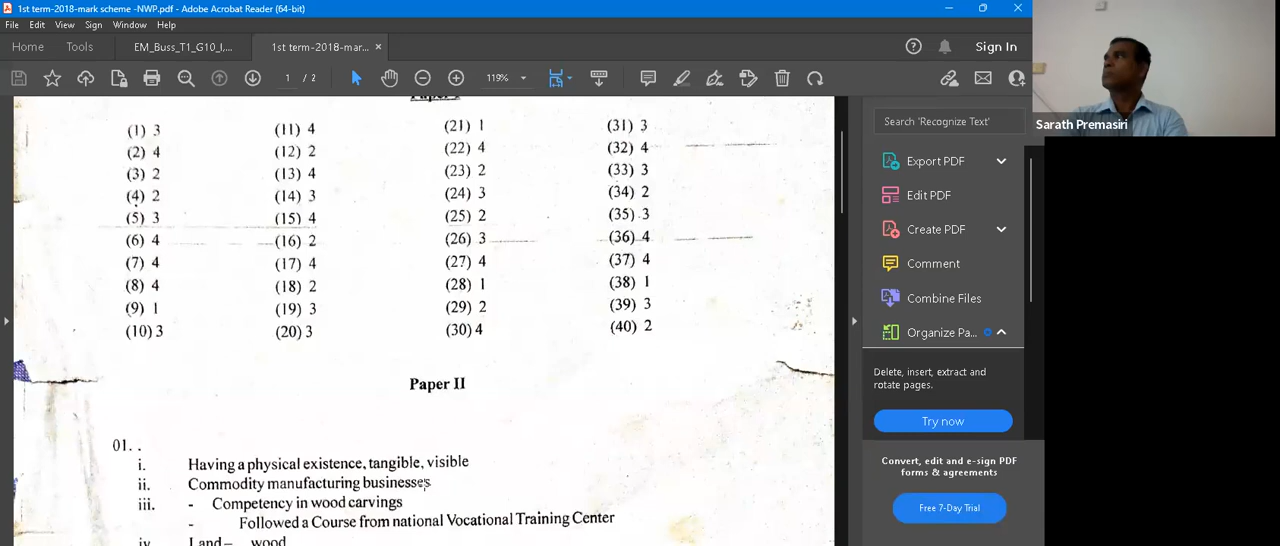 1st term-2018-mark scheme -NWP.pdf - Adobe Acrobat Reader (64-bit)
File Edit View Sign Window Help
Home Tools EM_Buss_T1_G10_I,... 1st term-2018-mar... × Sign In
1 / 2 119%
(1) 3 (11) 4 (21) 1 (31) 3
(2) 4 (12) 2 (22) 4 (32) 4
(3) 2 (13) 4 (23) 2 (33) 3
(4) 2 (14) 3 (24) 3 (34) 2
(5) 3 (15) 4 (25) 2 (35) 3
(6) 4 (16) 2 (26) 3 (36) 4
(7) 4 (17) 4 (27) 4 (37) 4
(8) 4 (18) 2 (28) 1 (38) 1
(9) 1 (19) 3 (29) 2 (39) 3
(10) 3 (20) 3 (30) 4 (40) 2
Paper II
01. .
i. Having a physical existence, tangible, visible
ii. Commodity manufacturing businesses
iii. - Competency in wood carvings
- Followed a Course from national Vocational Training Center
iv. Land – wood
Search 'Recognize Text'
Export PDF
Edit PDF
Create PDF
Comment
Combine Files
Organize Pa...
Delete, insert, extract and
rotate pages.
Try now
Convert, edit and e-sign PDF
forms & agreements
Free 7-Day Trial
Sarath Premasiri